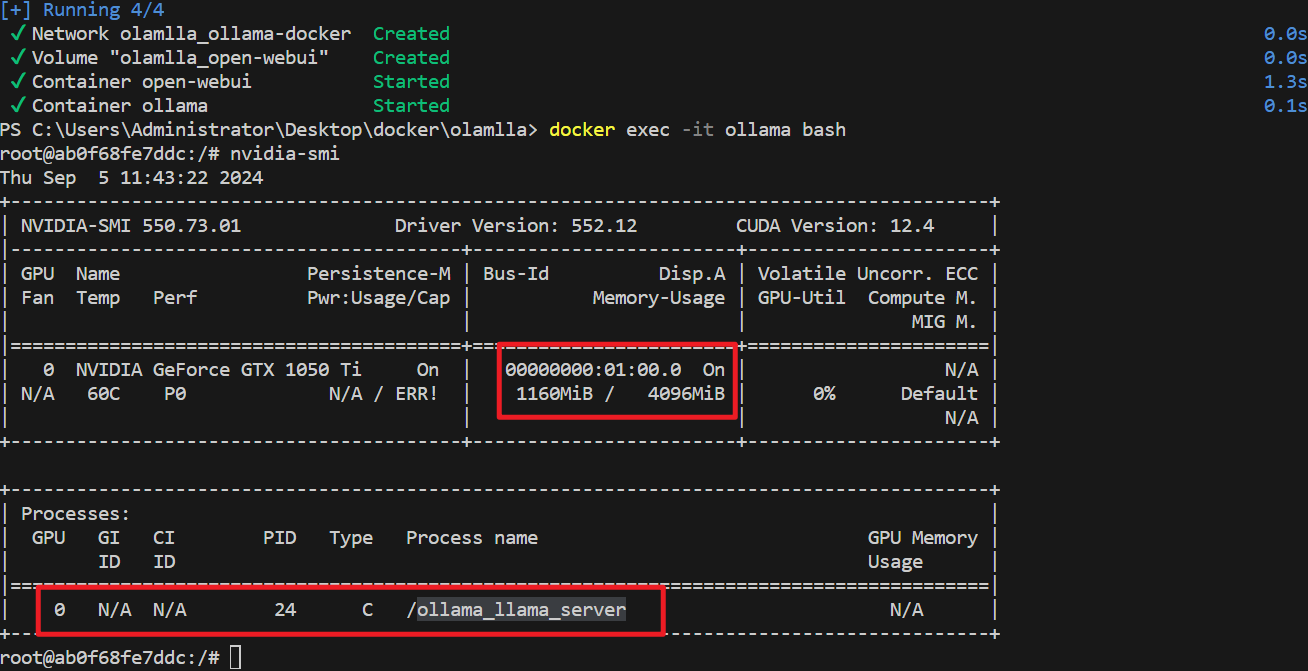 [+] Running 4/4
✓ Network olamlla_ollama-docker Created 0.0s
✓ Volume "olamlla_open-webui" Created 0.0s
✓ Container open-webui Started 1.3s
✓ Container ollama Started 0.1s
PS C:\Users\Administrator\Desktop\docker\olamlla> docker exec -it ollama bash
root@ab0f68fe7ddc:/# nvidia-smi
Thu Sep  5 11:43:22 2024
+-----------------------------------------------------------------------------------------+
| NVIDIA-SMI 550.73.01              Driver Version: 552.12         CUDA Version: 12.4     |
|-----------------------------------------+------------------------+----------------------+
| GPU  Name                 Persistence-M | Bus-Id          Disp.A | Volatile Uncorr. ECC |
| Fan  Temp   Perf          Pwr:Usage/Cap |           Memory-Usage | GPU-Util  Compute M. |
|                                         |                        |               MIG M. |
|=========================================+========================+======================|
|   0  NVIDIA GeForce GTX 1050 Ti     On  |   00000000:01:00.0  On |                  N/A |
| N/A   60C    P0             N/A / ERR!  |    1160MiB /   4096MiB |      0%      Default |
|                                         |                        |                  N/A |
+-----------------------------------------+------------------------+----------------------+
+-----------------------------------------------------------------------------------------+
| Processes:                                                                              |
|  GPU   GI   CI        PID   Type   Process name                              GPU Memory |
|        ID   ID                                                               Usage      |
|=========================================================================================|
|    0   N/A  N/A        24      C   /ollama_llama_server                        N/A      |
+-----------------------------------------------------------------------------------------+
root@ab0f68fe7ddc:/#